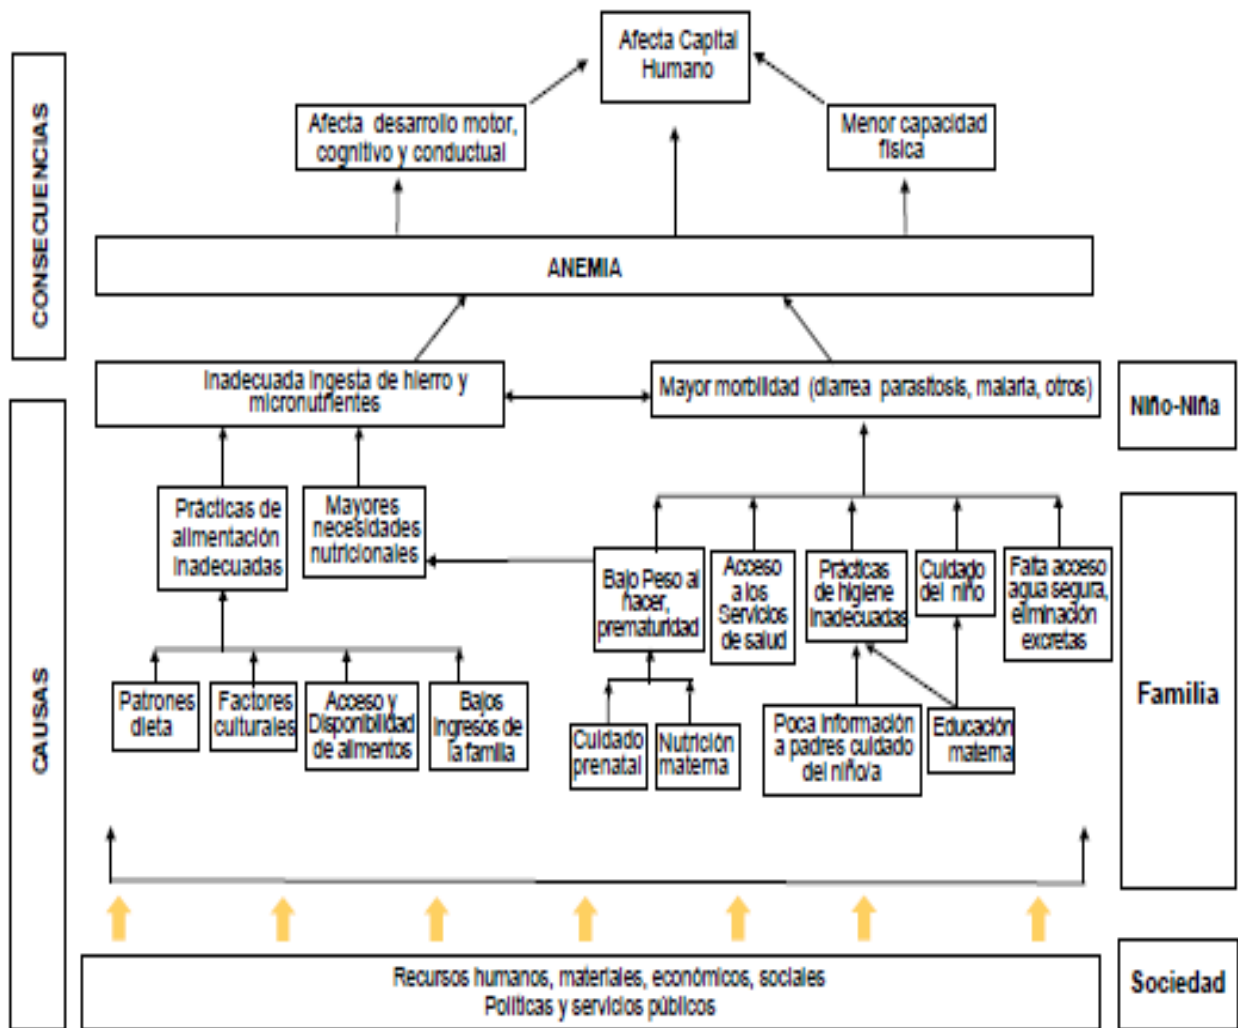 Afecta Capital
Humano
Afecta desarrollo motor,
cognitivo y conductual
Menor capacidad
física
CONSECUENCIAS
ANEMIA
Inadecuada Ingesta de hierro y
micronutrientes
Mayor morbilidad (diarrea parasitosis, malaria, otros)
Niño-Niña
Prácticas de
alimentación
Inadecuadas
Mayores
necesidades
nutricionales
Bajo Peso al
nacer,
prematuridad
Acceso
a los
Servicios
de salud
Prácticas
de higiene
Inadecuadas
Cuidado
del niño
Falta acceso
agua segura,
eliminación
excretas
CAUSAS
Familia
Patrones
dieta
Factores
culturales
Acceso y
Disponibilidad
de alimentos
Bajos
Ingresos de
la familia
Cuidado
prenatal
Nutrición
materna
Poca Información
a padres cuidado
del niño/a
Educación
materna
Recursos humanos, materiales, económicos, sociales
Políticas y servicios públicos
Sociedad